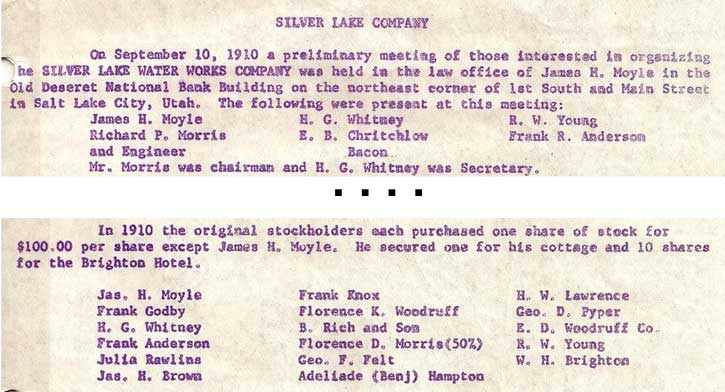 SILVER LAKE COMPANY
On September 10, 1910 a preliminary meeting of those interested in organizing
he SILVER LAKE WATER WORKS COMPANY was held in the law office of James H. Moyle in the
Old Deseret National Bank Building on the northeast corner of 1st South and Main Street
in Salt Lake City, Utah. The following were present at this meeting:
James H. Moyle H. G. Whitney R. W. Young
Richard P. Morris E. B. Chritchlow Frank R. Anderson
and Engineer Bacon
Mr. Morris was chairman and H. G. Whitney was Secretary.
. . . .
In 1910 the original stockholders each purchased one share of stock for
$100.00 per share except James H. Moyle. He secured one for his cottage and 10 shares
for the Brighton Hotel.
Jas. H. Moyle Frank Knox H. W. Lawrence
Frank Godby Florence K. Woodruff Geo. D. Pyper
H. G. Whitney B. Rich and Son E. D. Woodruff Co.
Frank Anderson Florence D. Morris(50%) R. W. Young
Julia Rawlins Geo. F. Felt W. H. Brighton
Jas. H. Brown Adeliade (Benj) Hampton